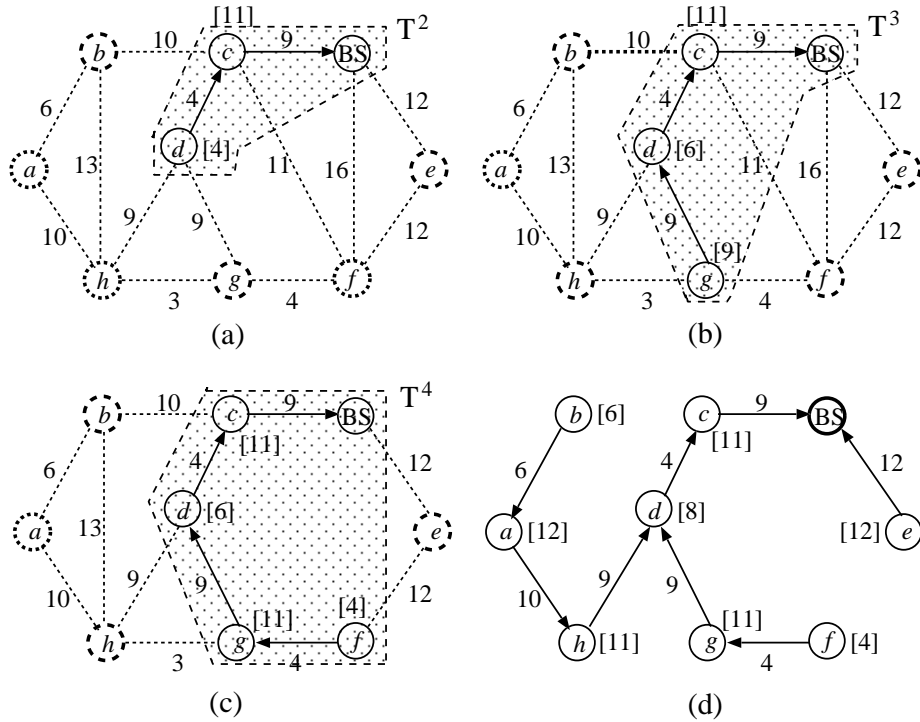 [11] T²
10 9
b c BS
6 4 12
d [4]
a 13 11 16 e
10 9 9 12
h g f
3 4
(a)
[11] T³
10 9
b c BS
6 4 12
d [6]
a 13 11 16 e
10 9 9 [9] 12
h g f
3 4
(b)
T⁴
10 9
b c BS
[11]
6 4 12
d [6]
a 13 e
10 9 9 [11] [4] 12
h g f
3 4
(c)
9
b [6] c BS
[11]
6 4 12
a [12] d [8] [12] e
10 9 9 [11]
h [11] g f [4]
4
(d)